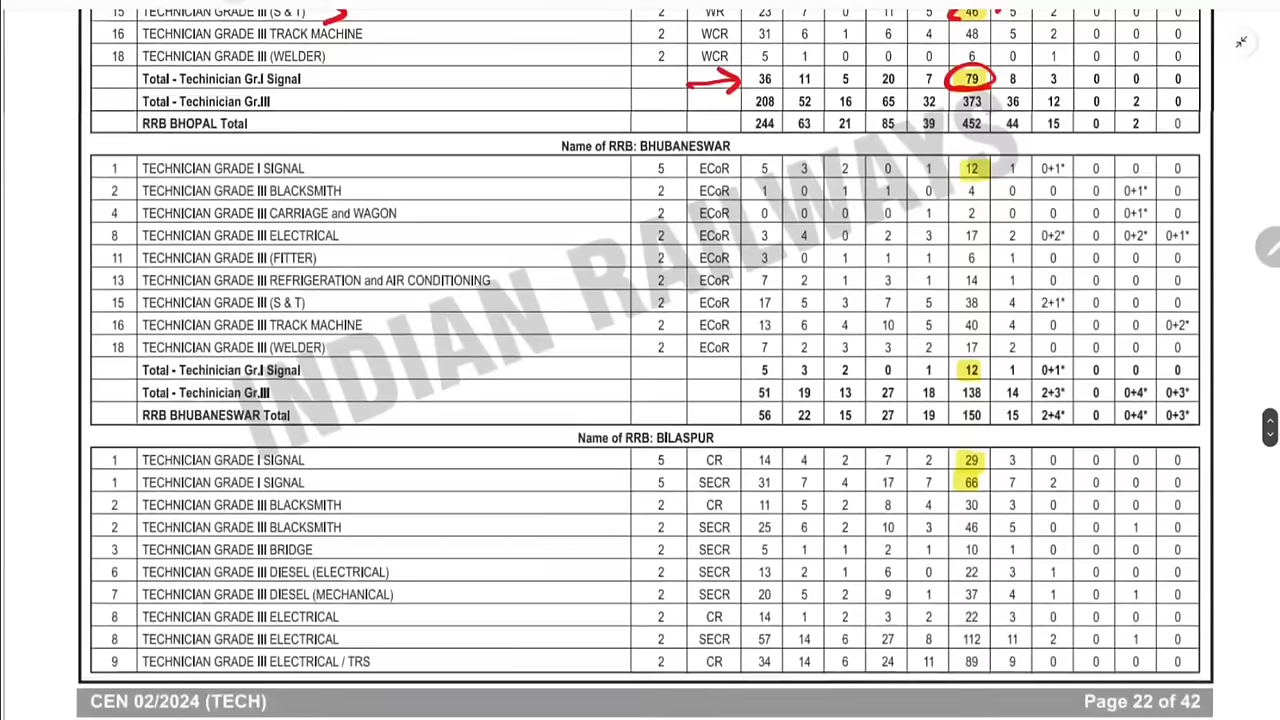 15 TECHNICIAN GRADE III (S & T) 2 WR 23 7 0 11 5 46 5 2 0 0 0
16 TECHNICIAN GRADE III TRACK MACHINE 2 WCR 31 6 1 6 4 48 5 2 0 0 0
18 TECHNICIAN GRADE III (WELDER) 2 WCR 5 1 0 0 0 6 0 1 0 0 0
Total - Techinician Gr.I Signal 36 11 5 20 7 79 8 3 0 0 0
Total - Technician Gr.III 208 52 16 65 32 373 36 12 0 2 0
RRB BHOPAL Total 244 63 21 85 39 452 44 15 0 2 0
Name of RRB: BHUBANESWAR
1 TECHNICIAN GRADE I SIGNAL 5 ECoR 5 3 2 0 1 12 1 0+1* 0 0 0
2 TECHNICIAN GRADE III BLACKSMITH 2 ECoR 1 0 1 1 0 4 0 0 0 0+1* 0
4 TECHNICIAN GRADE III CARRIAGE and WAGON 2 ECoR 0 0 0 0 1 2 0 0 0 0+1* 0
8 TECHNICIAN GRADE III ELECTRICAL 2 ECoR 3 4 0 2 3 17 2 0+2* 0 0+2* 0+1*
11 TECHNICIAN GRADE III (FITTER) 2 ECoR 3 0 1 1 1 6 1 0 0 0 0
13 TECHNICIAN GRADE III REFRIGERATION and AIR CONDITIONING 2 ECoR 7 2 1 3 1 14 1 0 0 0 0
15 TECHNICIAN GRADE III (S & T) 2 ECoR 17 5 3 7 5 38 4 2+1* 0 0 0
16 TECHNICIAN GRADE III TRACK MACHINE 2 ECoR 13 6 4 10 5 40 4 0 0 0 0+2*
18 TECHNICIAN GRADE III (WELDER) 2 ECoR 7 2 3 3 2 17 2 0 0 0 0
Total - Techinician Gr.I Signal 5 3 2 0 1 12 1 0+1* 0 0 0
Total - Technician Gr.III 51 19 13 27 18 138 14 2+3* 0 0+4* 0+3*
RRB BHUBANESWAR Total 56 22 15 27 19 150 15 2+4* 0 0+4* 0+3*
Name of RRB: BILASPUR
1 TECHNICIAN GRADE I SIGNAL 5 CR 14 4 2 7 2 29 3 0 0 0 0
1 TECHNICIAN GRADE I SIGNAL 5 SECR 31 7 4 17 7 66 7 2 0 0 0
2 TECHNICIAN GRADE III BLACKSMITH 2 CR 11 5 2 8 4 30 3 0 0 0 0
2 TECHNICIAN GRADE III BLACKSMITH 2 SECR 25 6 2 10 3 46 5 0 0 1 0
3 TECHNICIAN GRADE III BRIDGE 2 SECR 5 1 1 2 1 10 1 0 0 0 0
6 TECHNICIAN GRADE III DIESEL (ELECTRICAL) 2 SECR 13 2 1 6 0 22 3 1 0 0 0
7 TECHNICIAN GRADE III DIESEL (MECHANICAL) 2 SECR 20 5 2 9 1 37 4 1 0 1 0
8 TECHNICIAN GRADE III ELECTRICAL 2 CR 14 1 2 3 2 22 3 0 0 0 0
8 TECHNICIAN GRADE III ELECTRICAL 2 SECR 57 14 6 27 8 112 11 2 0 1 0
9 TECHNICIAN GRADE III ELECTRICAL / TRS 2 CR 34 14 6 24 11 89 9 0 0 0 0
INDIAN RAILWAYS
CEN 02/2024 (TECH) Page 22 of 42